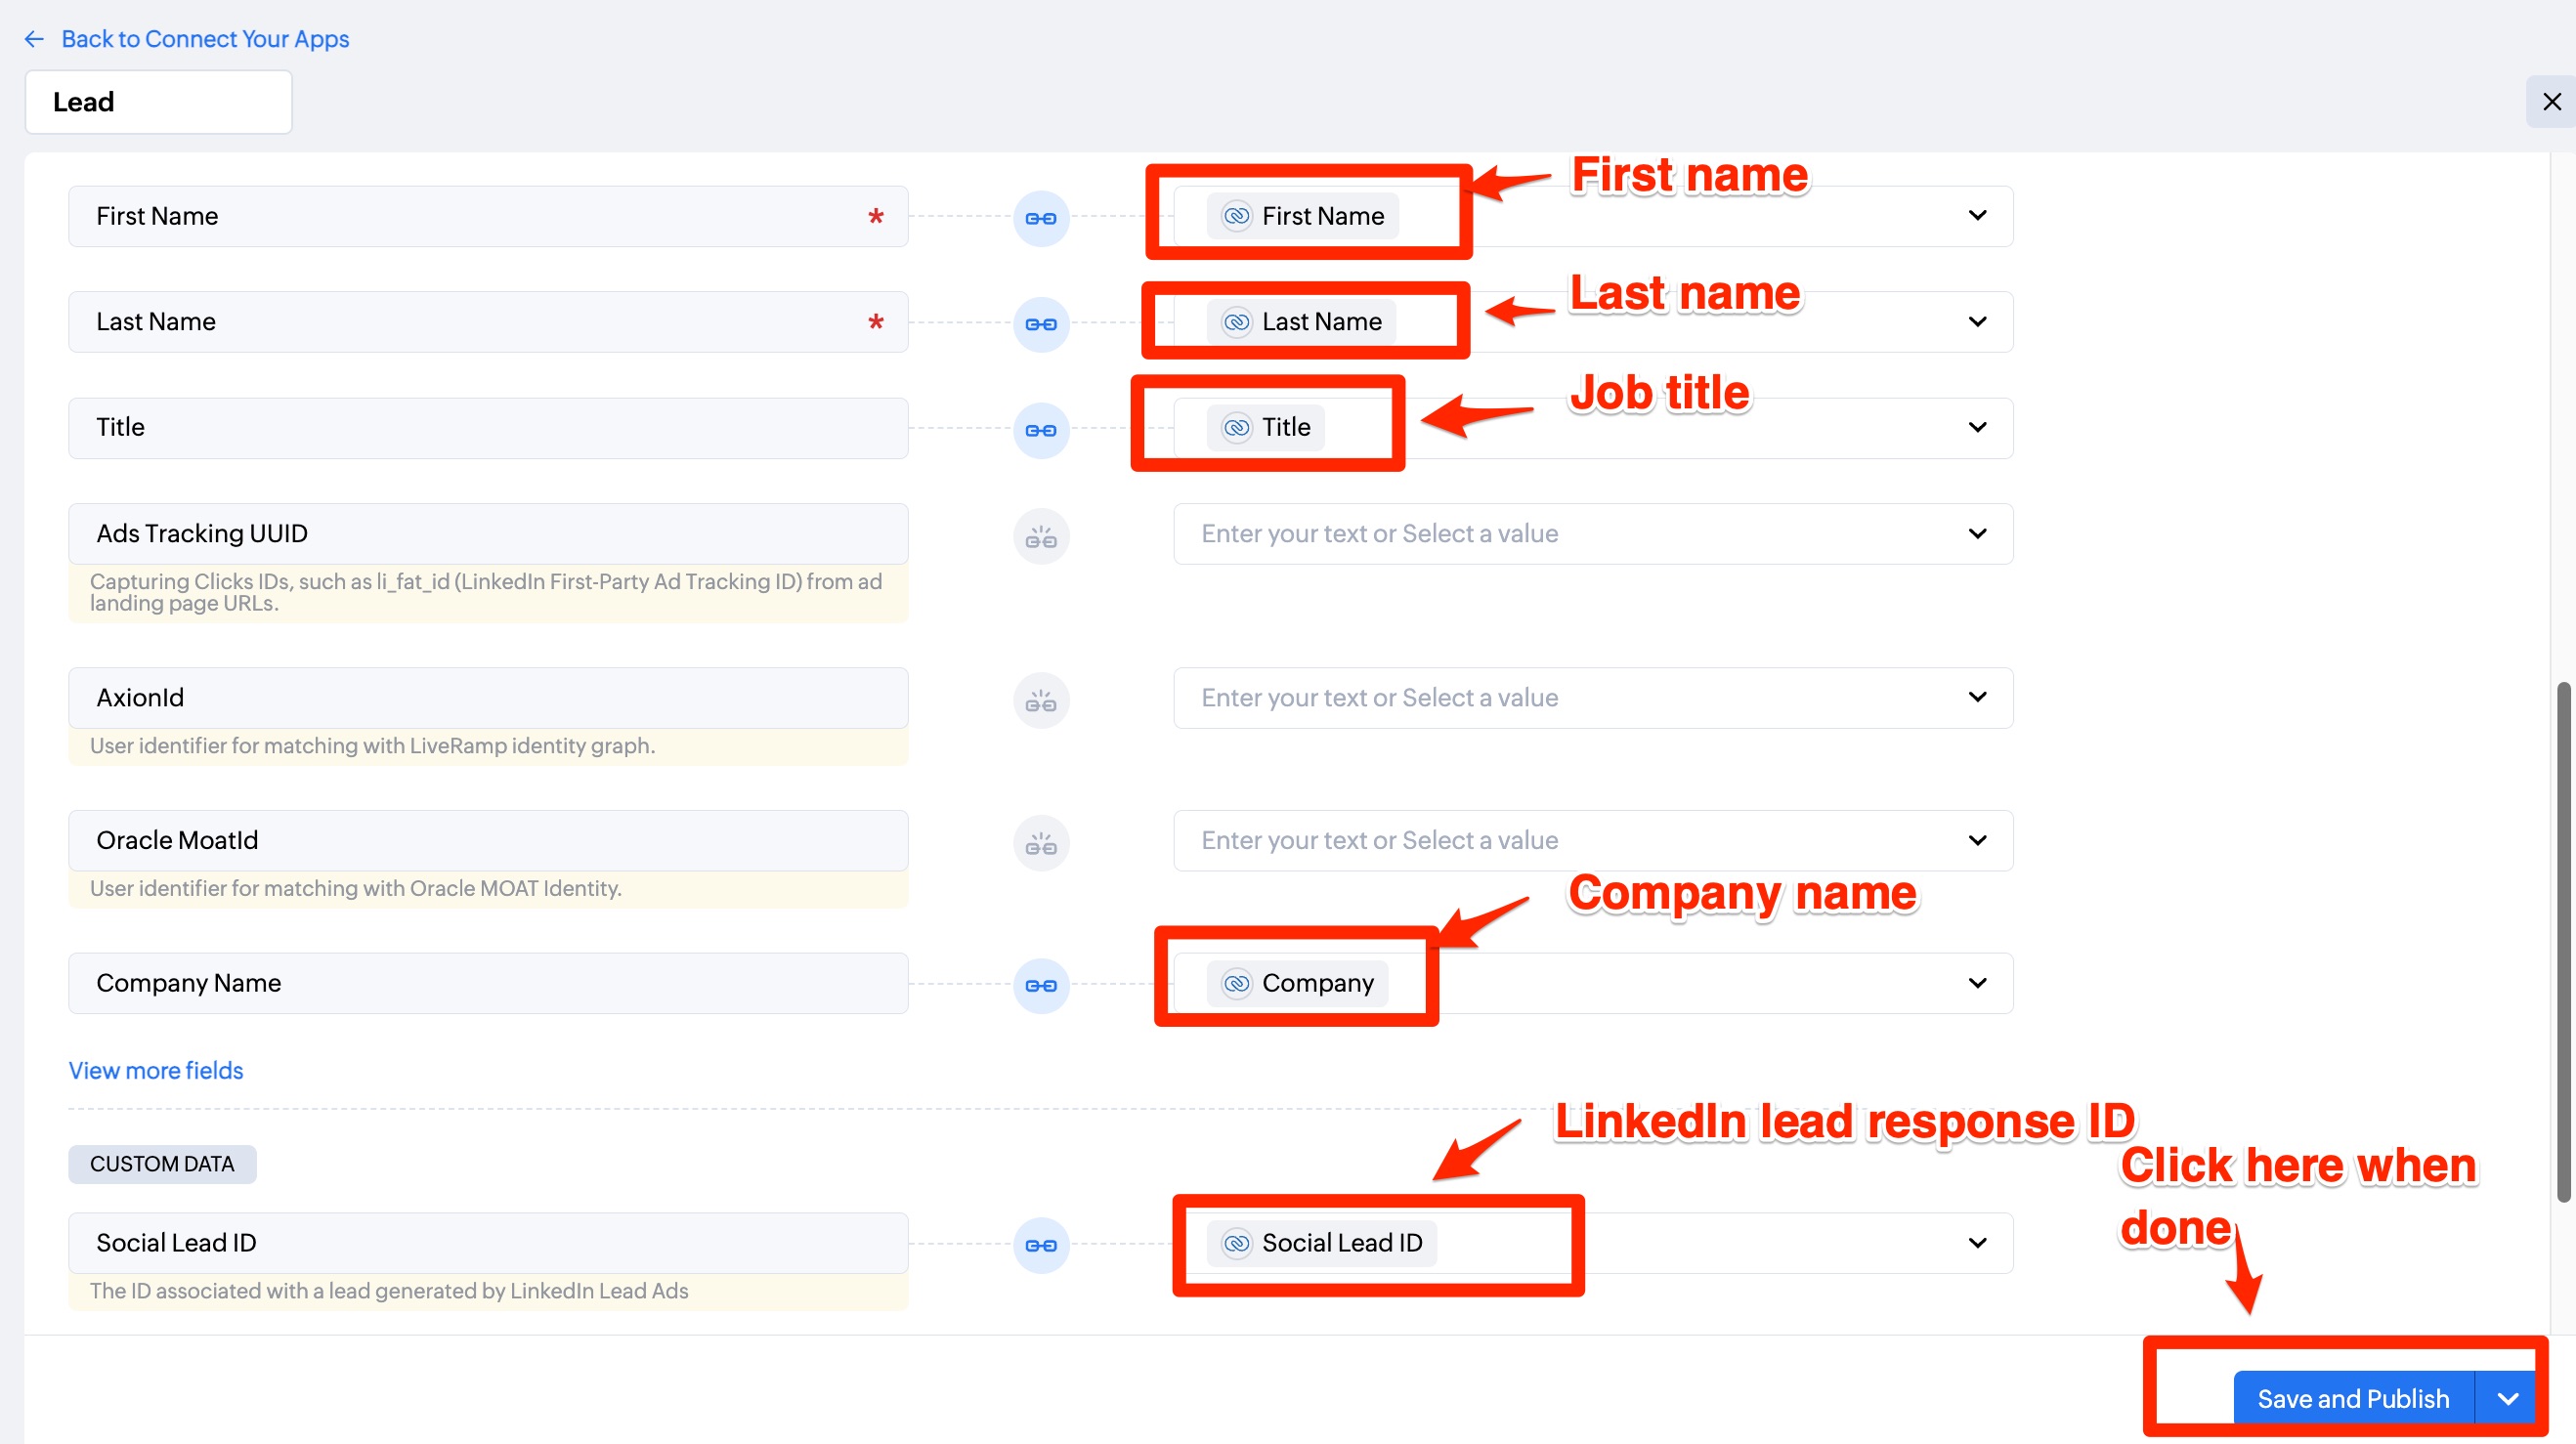 ← Back to Connect Your Apps
Lead
First Name *
First Name
First name
Last Name *
Last Name
Last name
Title
Title
Job title
Ads Tracking UUID
Enter your text or Select a value
Capturing Clicks IDs, such as li_fat_id (LinkedIn First-Party Ad Tracking ID) from ad
landing page URLs.
AxionId
Enter your text or Select a value
User identifier for matching with LiveRamp identity graph.
Oracle MoatId
Enter your text or Select a value
User identifier for matching with Oracle MOAT Identity.
Company name
Company Name
Company
View more fields
LinkedIn lead response ID
CUSTOM DATA
Click here when
done
Social Lead ID
Social Lead ID
The ID associated with a lead generated by LinkedIn Lead Ads
Save and Publish